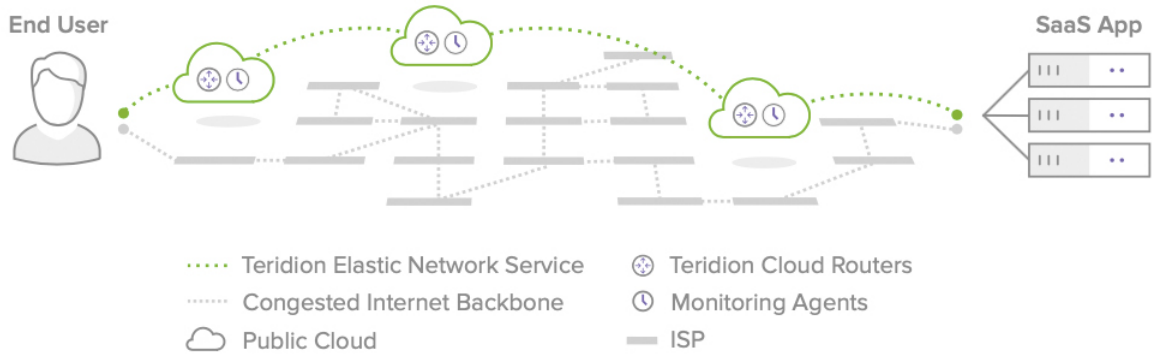 End User
SaaS App
Teridion Elastic Network Service
Teridion Cloud Routers
Congested Internet Backbone
Monitoring Agents
Public Cloud
ISP